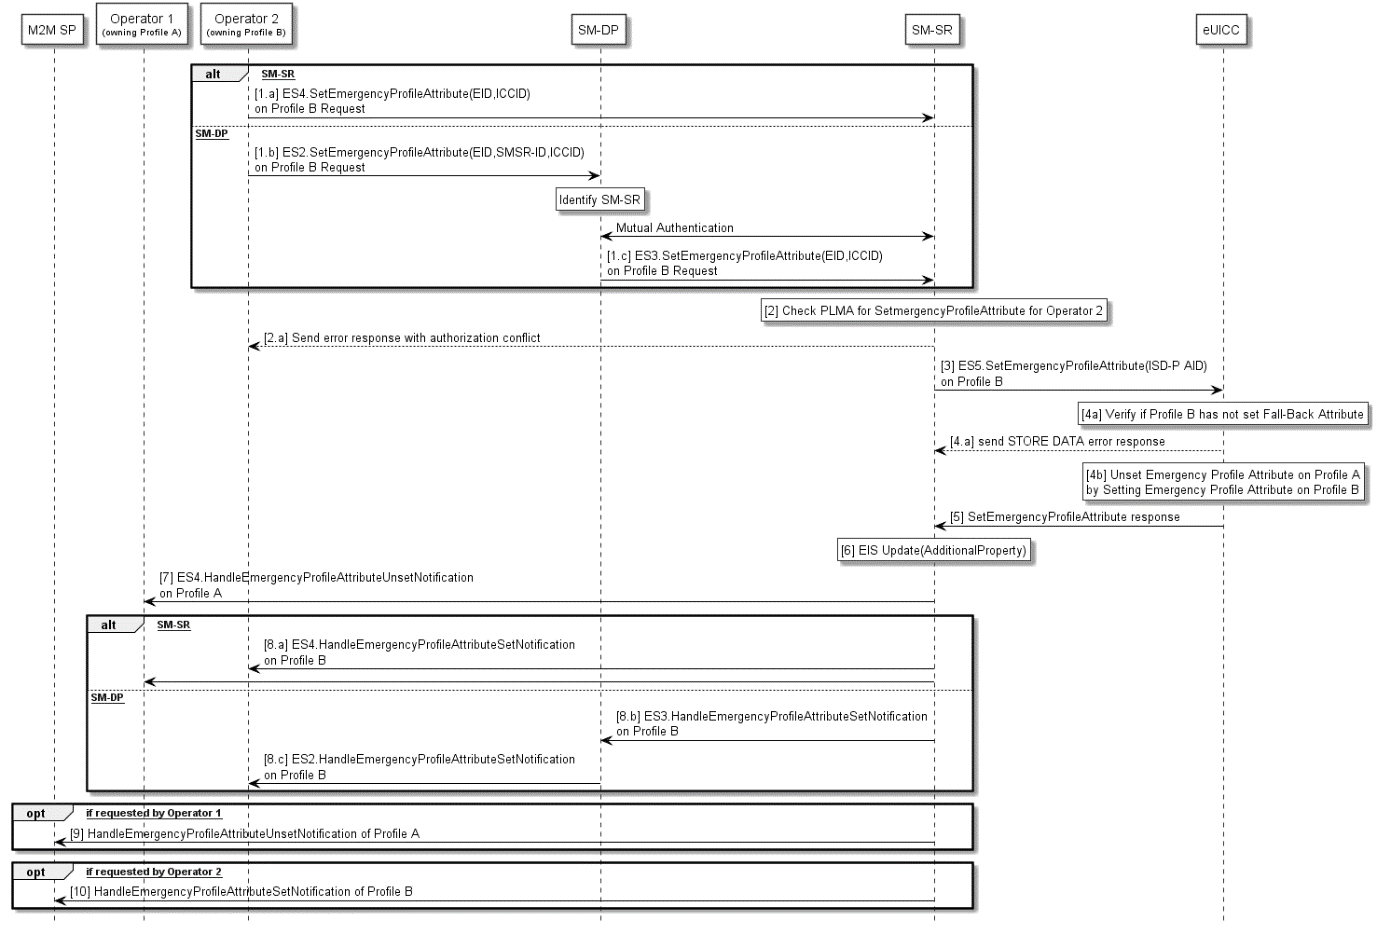 M2M SP
Operator 1
(owning Profile A)
Operator 2
(owning Profile B)
SM-DP
SM-SR
eUICC
alt
SM-SR
[1.a] ES4.SetEmergencyProfileAttribute(EID,ICCID)
on Profile B Request
SM-DP
[1.b] ES2.SetEmergencyProfileAttribute(EID,SMSR-ID,ICCID)
on Profile B Request
Identify SM-SR
Mutual Authentication
[1.c] ES3.SetEmergencyProfileAttribute(EID,ICCID)
on Profile B Request
[2] Check PLMA for SetmergencyProfileAttribute for Operator 2
[2.a] Send error response with authorization conflict
[3] ES5.SetEmergencyProfileAttribute(ISD-P AID)
on Profile B
[4a] Verify if Profile B has not set Fall-Back Attribute
[4.a] send STORE DATA error response
[4b] Unset Emergency Profile Attribute on Profile A
by Setting Emergency Profile Attribute on Profile B
[5] SetEmergencyProfileAttribute response
[6] EIS Update(AdditionalProperty)
[7] ES4.HandleEmergencyProfileAttributeUnsetNotification
on Profile A
alt
SM-SR
[8.a] ES4.HandleEmergencyProfileAttributeSetNotification
on Profile B
SM-DP
[8.b] ES3.HandleEmergencyProfileAttributeSetNotification
on Profile B
[8.c] ES2.HandleEmergencyProfileAttributeSetNotification
on Profile B
opt
if requested by Operator 1
[9] HandleEmergencyProfileAttributeUnsetNotification of Profile A
opt
if requested by Operator 2
[10] HandleEmergencyProfileAttributeSetNotification of Profile B